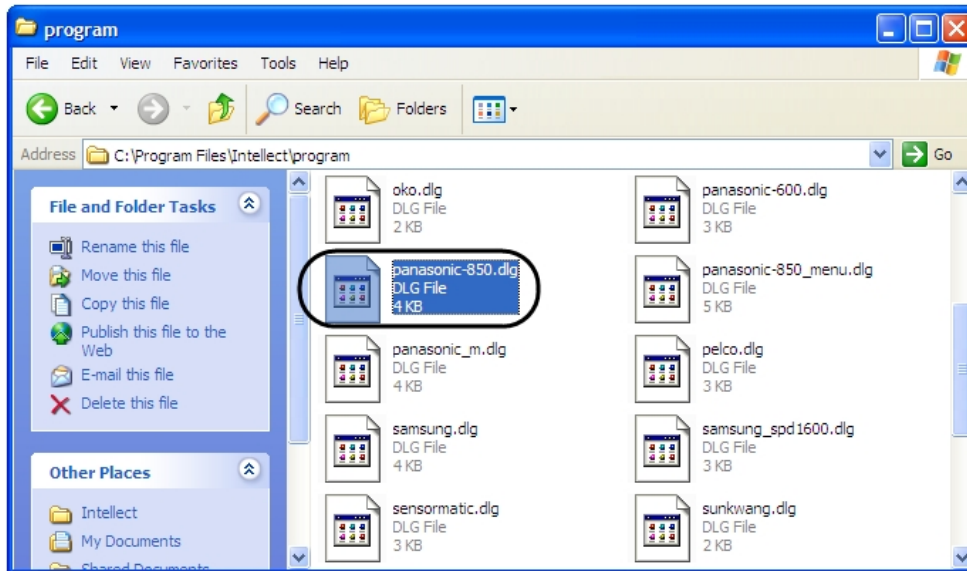 program
File Edit View Favorites Tools Help
Back Search Folders
Address C:\Program Files\Intellect\program Go
File and Folder Tasks
Rename this file
Move this file
Copy this file
Publish this file to the
Web
E-mail this file
Delete this file
Other Places
Intellect
My Documents
Shared Documents
oko.dlg
DLG File
2 KB
panasonic-600.dlg
DLG File
3 KB
panasonic-850.dlg
DLG File
4 KB
panasonic-850_menu.dlg
DLG File
5 KB
panasonic_m.dlg
DLG File
4 KB
pelco.dlg
DLG File
3 KB
samsung.dlg
DLG File
4 KB
samsung_spd1600.dlg
DLG File
3 KB
sensormatic.dlg
DLG File
3 KB
sunkwang.dlg
DLG File
2 KB